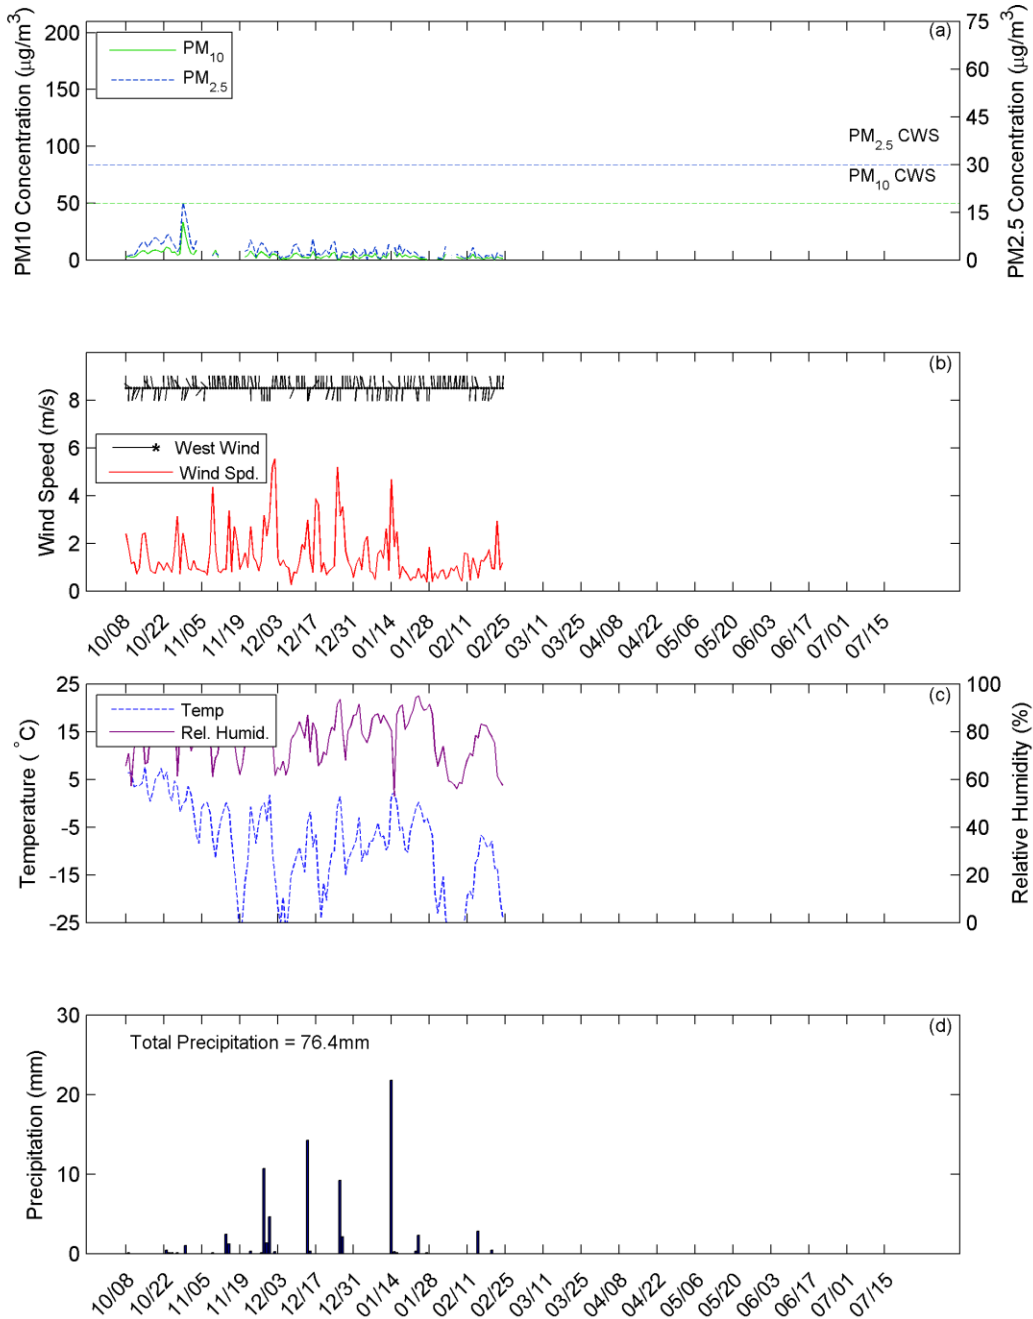 (a)
PM10 Concentration (μg/m³)
200
150
100
50
0
PM10
PM2.5
PM2.5 CWS
PM10 CWS
75
60
45
30
15
0
PM2.5 Concentration (μg/m³)
(b)
Wind Speed (m/s)
8
6
4
2
0
West Wind
Wind Spd.
10/08 10/22 11/05 11/19 12/03 12/17 12/31 01/14 01/28 02/11 02/25 03/11 03/25 04/08 04/22 05/06 05/20 06/03 06/17 07/01 07/15
(c)
Temperature (°C)
25
15
5
-5
-15
-25
Temp
Rel. Humid.
100
80
60
40
20
0
Relative Humidity (%)
(d)
Precipitation (mm)
30
20
10
0
Total Precipitation = 76.4mm
10/08 10/22 11/05 11/19 12/03 12/17 12/31 01/14 01/28 02/11 02/25 03/11 03/25 04/08 04/22 05/06 05/20 06/03 06/17 07/01 07/15